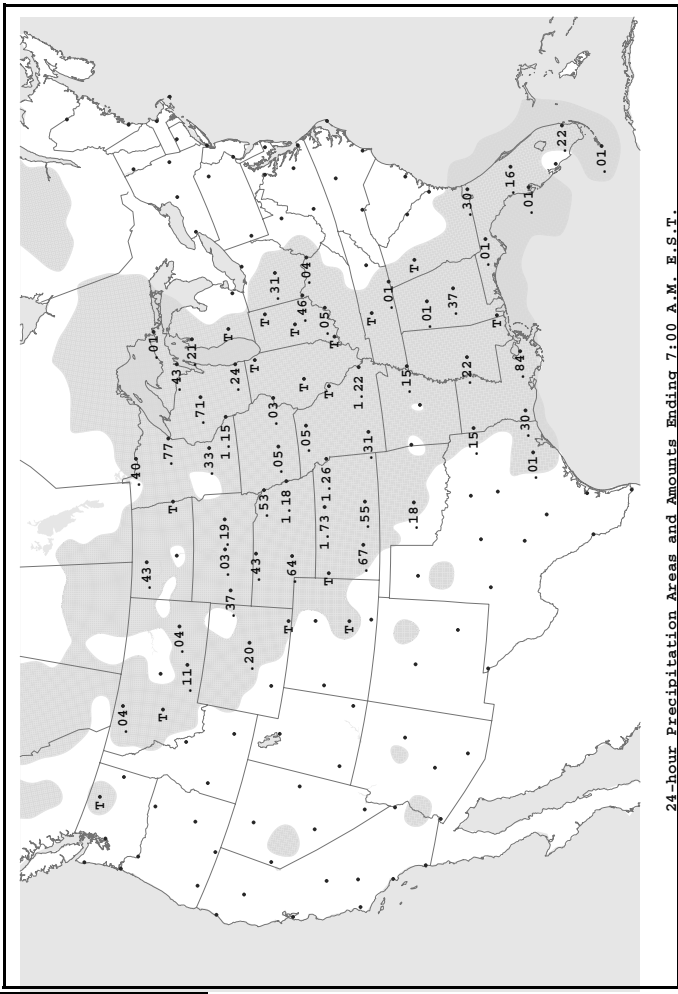 T
.04
.40
.43
.01
T
.77
T
.43
.04
.11
.21
.71
.33
.03 .19
1.15
T
.37
.24
.20
T
.43
.53
T
.03
.31
.05
1.18
T
.64
T
.46
T
.05
.04
1.73 1.26
.05
T
T
T
T
1.22
.67
.55
.31
T
.01
.15
.18
T
.01
.37
.22
.30
.15
.01
T
.16
.84
.30
.01
.01
.22
.01
24-hour Precipitation Areas and Amounts Ending 7:00 A.M. E.S.T.